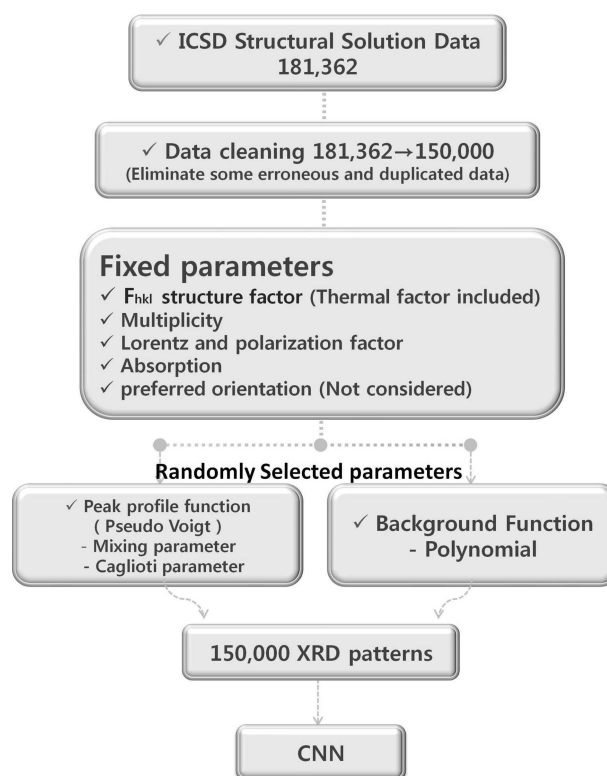 ✓ ICSD Structural Solution Data
181,362
✓ Data cleaning 181,362→150,000
(Eliminate some erroneous and duplicated data)
Fixed parameters
✓ Fhkl structure factor (Thermal factor included)
✓ Multiplicity
✓ Lorentz and polarization factor
✓ Absorption
✓ preferred orientation (Not considered)
Randomly Selected parameters
✓ Peak profile function
( Pseudo Voigt )
- Mixing parameter
- Caglioti parameter
✓ Background Function
- Polynomial
150,000 XRD patterns
CNN